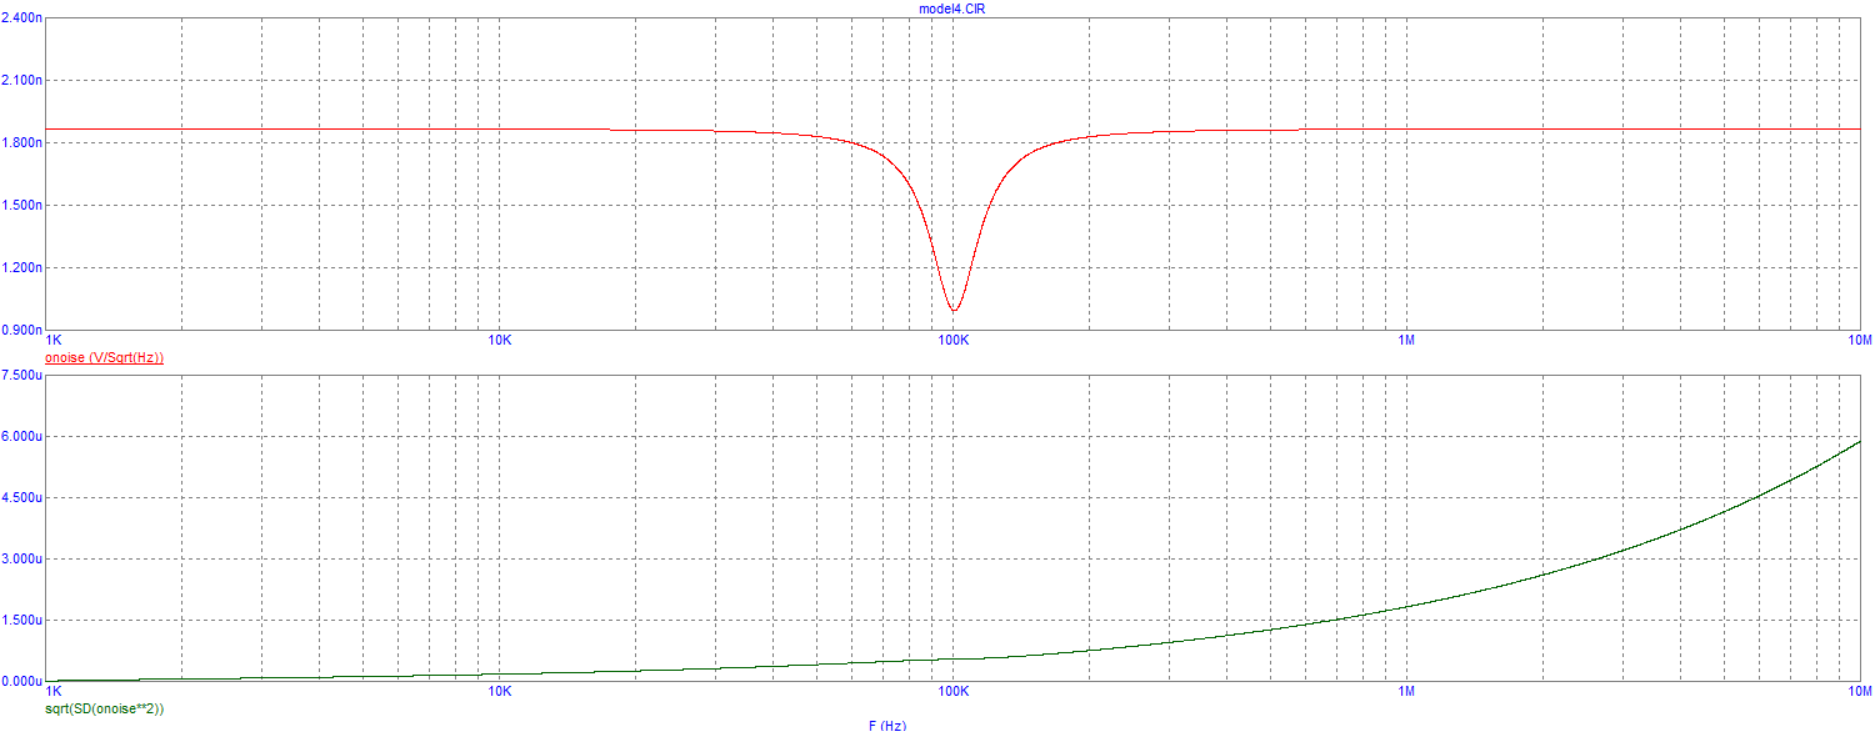 model4.CIR
2.400n
2.100n
1.800n
1.500n
1.200n
0.900n
1K 10K 100K 1M 10M
onoise (V/Sqrt(Hz))
7.500u
6.000u
4.500u
3.000u
1.500u
0.000u
1K 10K 100K 1M 10M
sqrt(SD(onoise**2))
F (Hz)